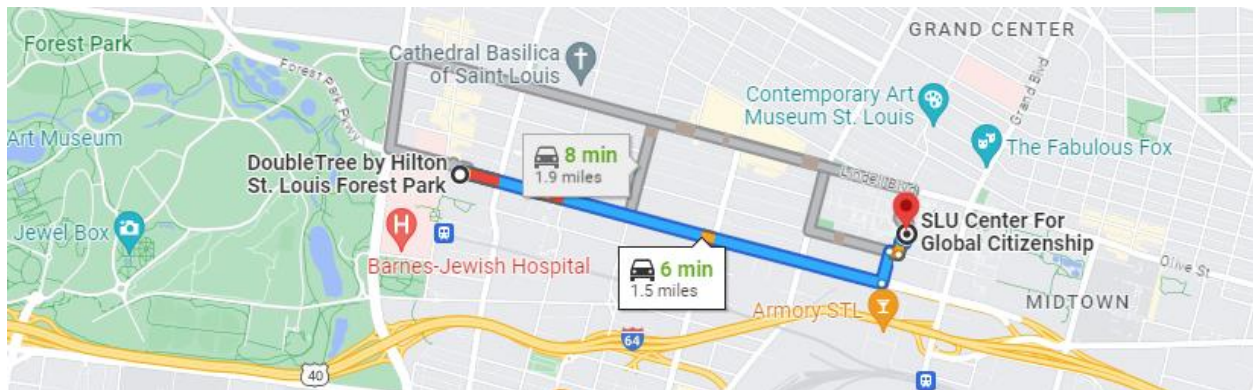 GRAND CENTER
Forest Park
Cathedral Basilica
of Saint Louis
Forest Park Pkwy
Grand Blvd
Contemporary Art
Museum St. Louis
Art Museum
The Fabulous Fox
8 min
1.9 miles
DoubleTree by Hilton
St. Louis Forest Park
Lindell Blvd
SLU Center For
Global Citizenship
Jewel Box
H
Barnes-Jewish Hospital
6 min
1.5 miles
Olive St
MIDTOWN
Armory STL
64
40